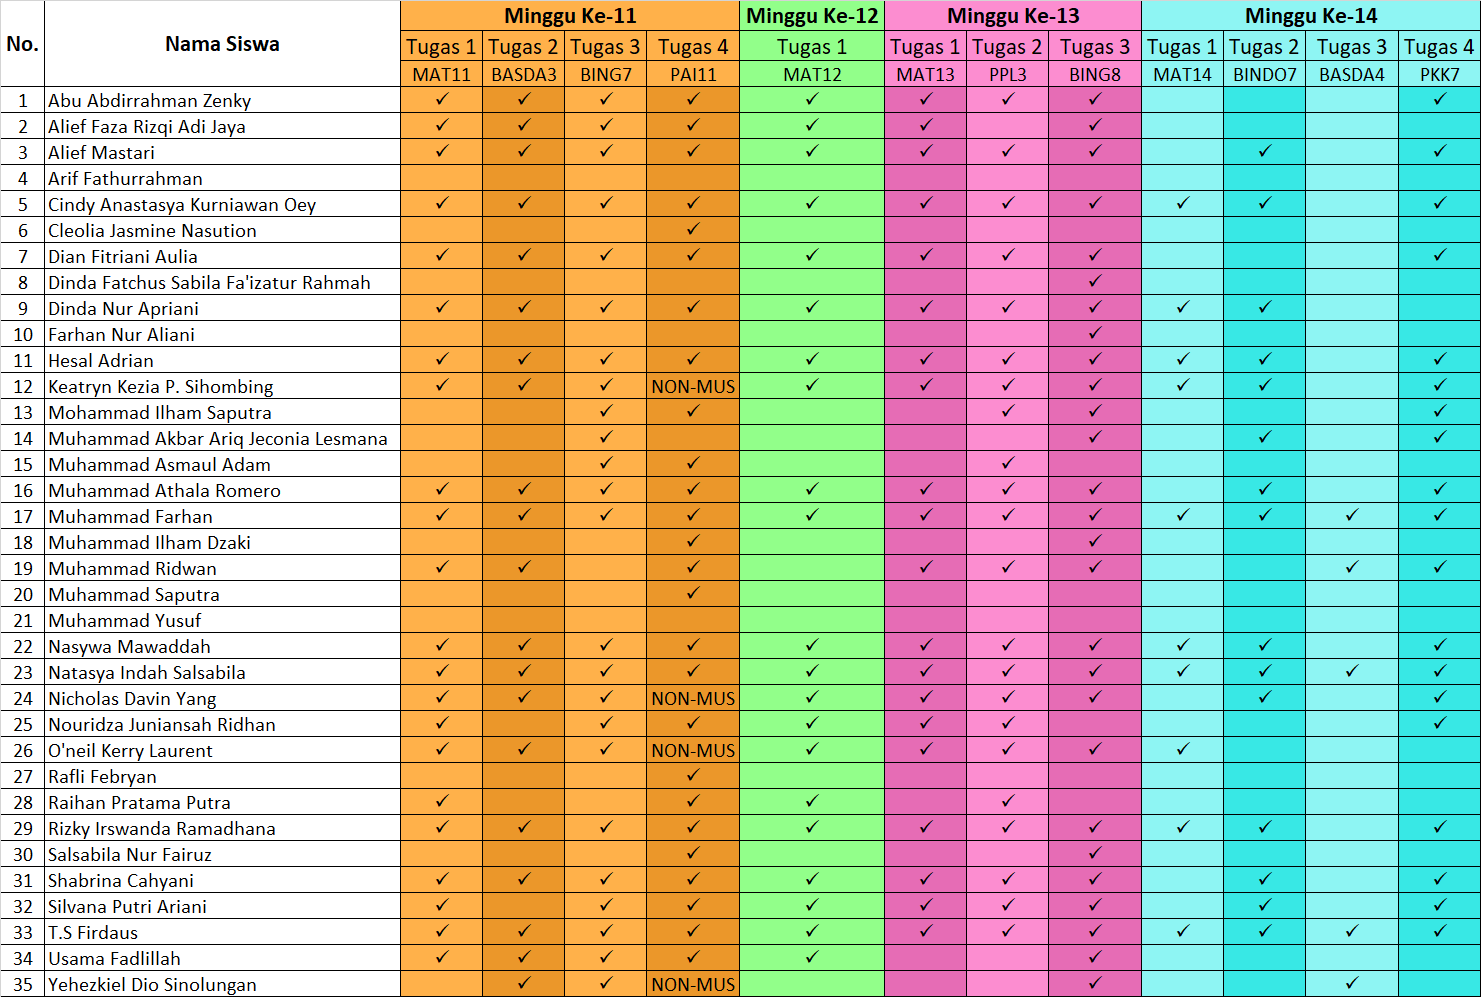 No. Nama Siswa Minggu Ke-11 Minggu Ke-12 Minggu Ke-13 Minggu Ke-14
Tugas 1 Tugas 2 Tugas 3 Tugas 4 Tugas 1 Tugas 1 Tugas 2 Tugas 3 Tugas 1 Tugas 2 Tugas 3 Tugas 4
MAT11 BASDA3 BING7 PAI11 MAT12 MAT13 PPL3 BING8 MAT14 BINDO7 BASDA4 PKK7
1 Abu Abdirrahman Zenky ✓ ✓ ✓ ✓ ✓ ✓ ✓ ✓ ✓
2 Alief Faza Rizqi Adi Jaya ✓ ✓ ✓ ✓ ✓ ✓ ✓
3 Alief Mastari ✓ ✓ ✓ ✓ ✓ ✓ ✓ ✓ ✓ ✓
4 Arif Fathurrahman
5 Cindy Anastasya Kurniawan Oey ✓ ✓ ✓ ✓ ✓ ✓ ✓ ✓ ✓ ✓ ✓
6 Cleolia Jasmine Nasution ✓
7 Dian Fitriani Aulia ✓ ✓ ✓ ✓ ✓ ✓ ✓ ✓ ✓
8 Dinda Fatchus Sabila Fa'izatur Rahmah ✓
9 Dinda Nur Apriani ✓ ✓ ✓ ✓ ✓ ✓ ✓ ✓ ✓ ✓
10 Farhan Nur Aliani ✓
11 Hesal Adrian ✓ ✓ ✓ ✓ ✓ ✓ ✓ ✓ ✓ ✓ ✓
12 Keatryn Kezia P. Sihombing ✓ ✓ ✓ NON-MUS ✓ ✓ ✓ ✓ ✓ ✓ ✓
13 Mohammad Ilham Saputra ✓ ✓ ✓ ✓ ✓
14 Muhammad Akbar Ariq Jeconia Lesmana ✓ ✓ ✓ ✓
15 Muhammad Asmaul Adam ✓ ✓ ✓
16 Muhammad Athala Romero ✓ ✓ ✓ ✓ ✓ ✓ ✓ ✓ ✓ ✓
17 Muhammad Farhan ✓ ✓ ✓ ✓ ✓ ✓ ✓ ✓ ✓ ✓ ✓ ✓
18 Muhammad Ilham Dzaki ✓ ✓
19 Muhammad Ridwan ✓ ✓ ✓ ✓ ✓ ✓ ✓ ✓
20 Muhammad Saputra ✓
21 Muhammad Yusuf
22 Nasywa Mawaddah ✓ ✓ ✓ ✓ ✓ ✓ ✓ ✓ ✓ ✓ ✓
23 Natasya Indah Salsabila ✓ ✓ ✓ ✓ ✓ ✓ ✓ ✓ ✓ ✓ ✓ ✓
24 Nicholas Davin Yang ✓ ✓ ✓ NON-MUS ✓ ✓ ✓ ✓ ✓ ✓
25 Nouridza Juniansah Ridhan ✓ ✓ ✓ ✓ ✓ ✓ ✓
26 O'neil Kerry Laurent ✓ ✓ ✓ NON-MUS ✓ ✓ ✓ ✓ ✓
27 Rafli Febryan ✓
28 Raihan Pratama Putra ✓ ✓ ✓ ✓
29 Rizky Irswanda Ramadhana ✓ ✓ ✓ ✓ ✓ ✓ ✓ ✓ ✓ ✓ ✓
30 Salsabila Nur Fairuz ✓ ✓
31 Shabrina Cahyani ✓ ✓ ✓ ✓ ✓ ✓ ✓ ✓ ✓ ✓
32 Silvana Putri Ariani ✓ ✓ ✓ ✓ ✓ ✓ ✓ ✓ ✓
33 T.S Firdaus ✓ ✓ ✓ ✓ ✓ ✓ ✓ ✓ ✓ ✓ ✓ ✓
34 Usama Fadlillah ✓ ✓ ✓ ✓ ✓ ✓
35 Yehezkiel Dio Sinolungan ✓ ✓ NON-MUS ✓ ✓